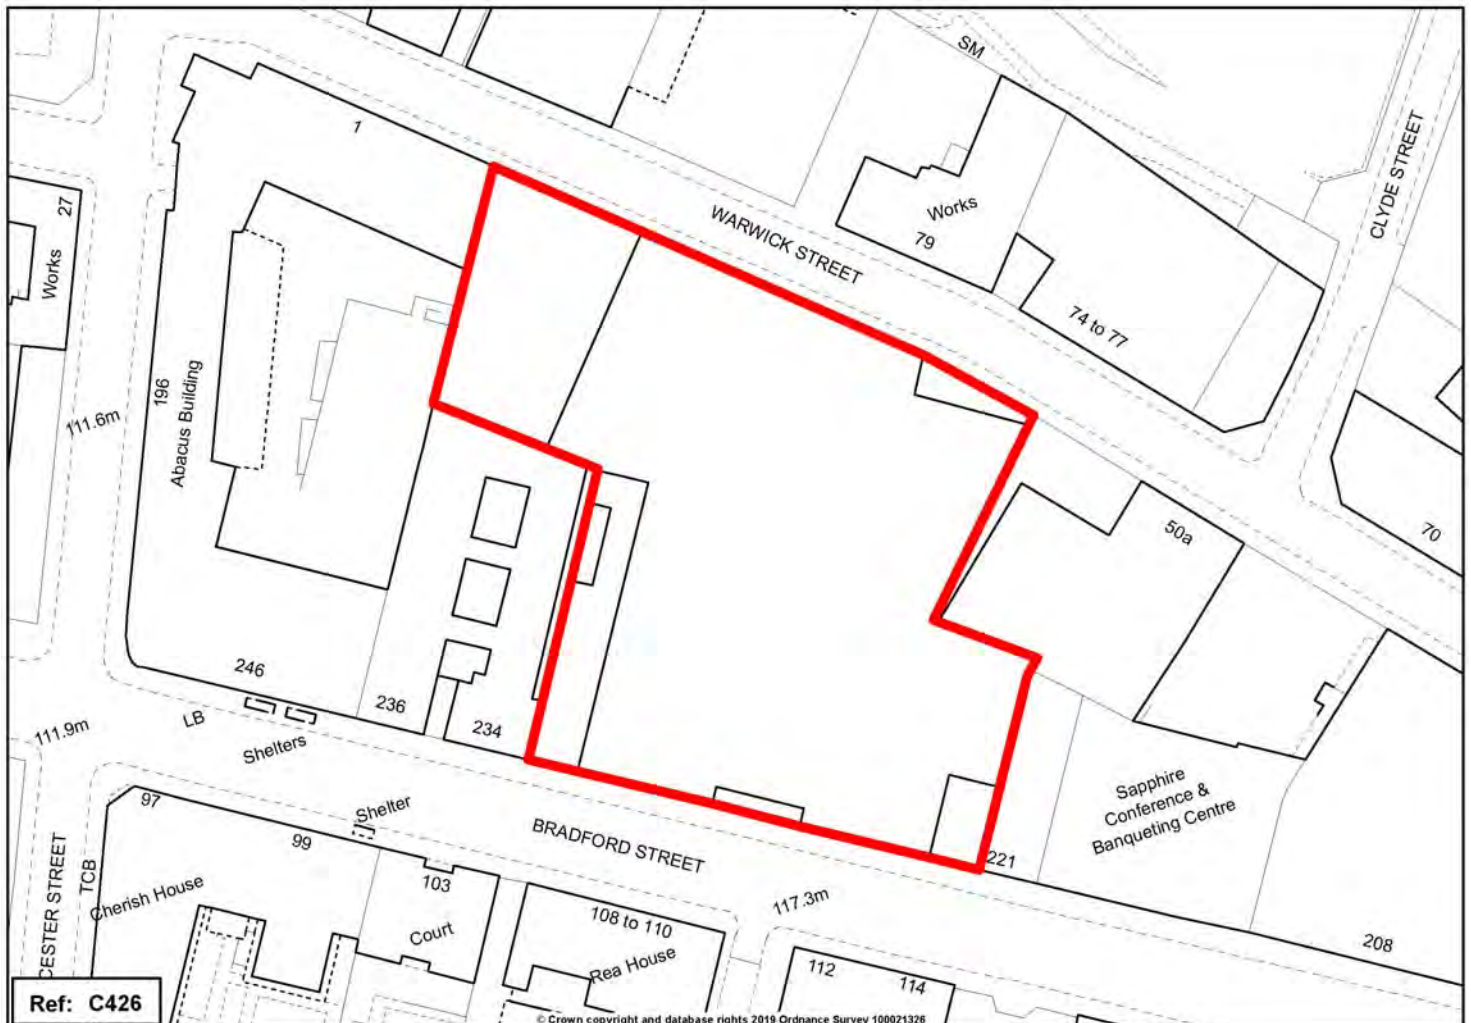 SM
CLYDE STREET
1
WARWICK STREET
Works
79
27
Works
74 to 77
196
Abacus Building
111.6m
50a
70
246
236
234
LB
Shelters
111.9m
Sapphire
Conference &
Banqueting Centre
97
Shelter
99
BRADFORD STREET
221
103
CESTER STREET
TCB
Cherish House
Court
108 to 110
Rea House
117.3m
112
114
208
Ref: C426
© Crown copyright and database rights 2019 Ordnance Survey 100021326